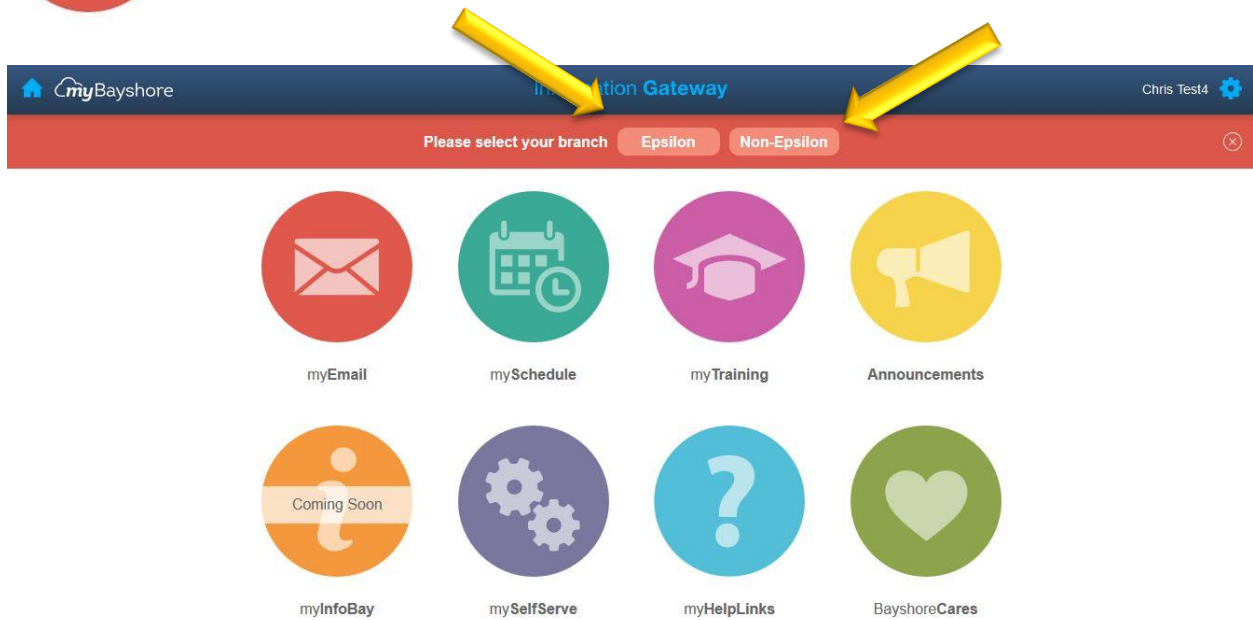 myBayshore
Gateway
Chris Test4
Please select your branch Epsilon Non-Epsilon
myEmail mySchedule myTraining Announcements
Coming Soon
myInfoBay mySelfServe myHelpLinks BayshoreCares